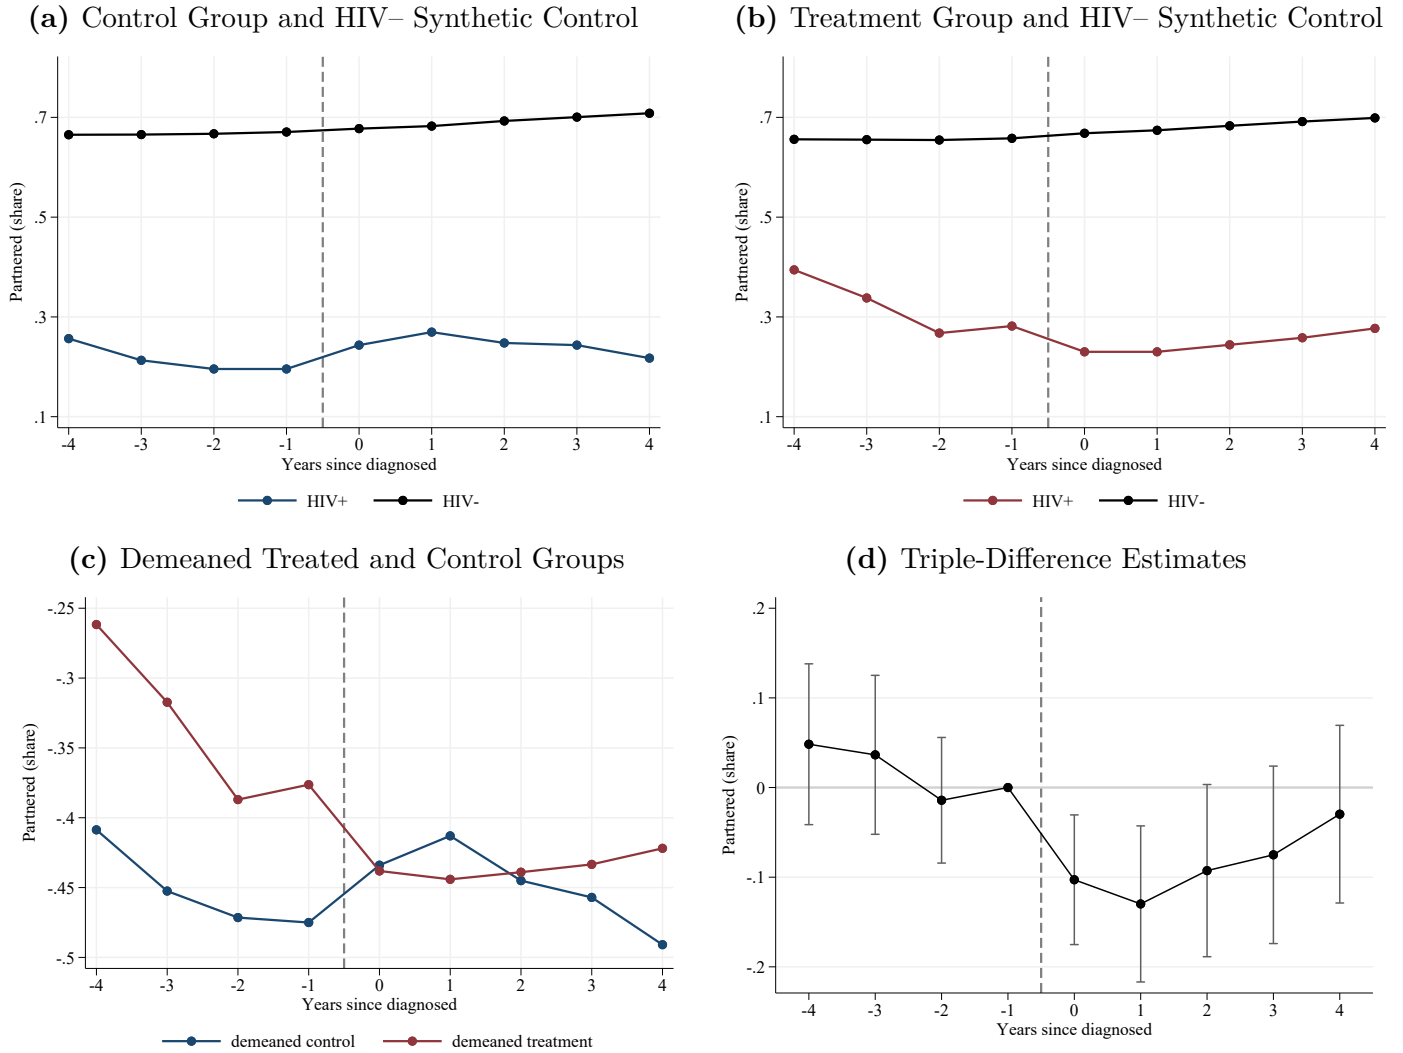 (a) Control Group and HIV– Synthetic Control
Partnered (share)
.7
.5
.3
.1
-4 -3 -2 -1 0 1 2 3 4
Years since diagnosed
HIV+ HIV-
(b) Treatment Group and HIV– Synthetic Control
Partnered (share)
.7
.5
.3
.1
-4 -3 -2 -1 0 1 2 3 4
Years since diagnosed
HIV+ HIV-
(c) Demeaned Treated and Control Groups
Partnered (share)
-.25
-.3
-.35
-.4
-.45
-.5
-4 -3 -2 -1 0 1 2 3 4
Years since diagnosed
demeaned control demeaned treatment
(d) Triple-Difference Estimates
Partnered (share)
.2
.1
0
-.1
-.2
-4 -3 -2 -1 0 1 2 3 4
Years since diagnosed